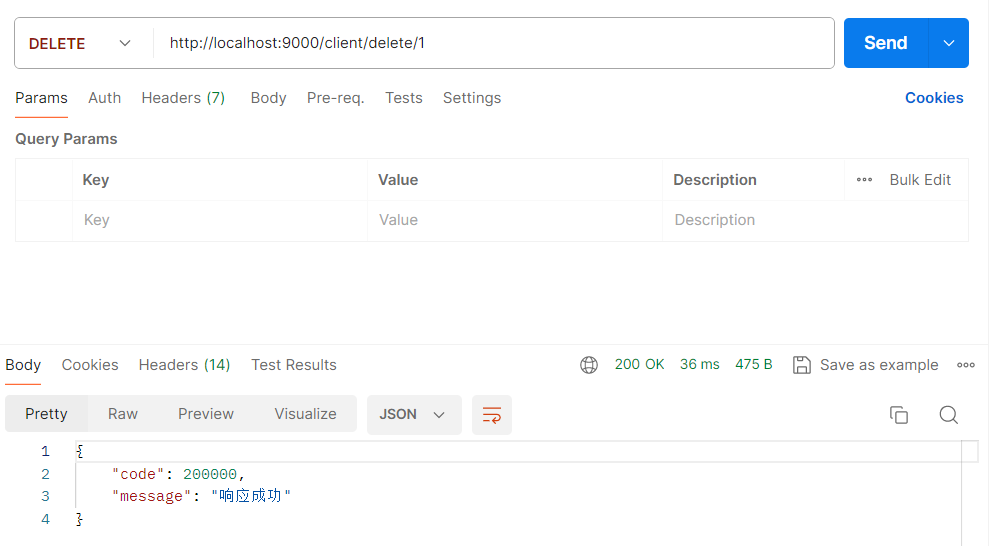 DELETE http://localhost:9000/client/delete/1 Send
Params Auth Headers (7) Body Pre-req. Tests Settings Cookies
Query Params
Key Value Description Bulk Edit
Key Value Description
Body Cookies Headers (14) Test Results 200 OK 36 ms 475 B Save as example
Pretty Raw Preview Visualize JSON
1 {
2 "code": 200000,
3 "message": "响应成功"
4 }